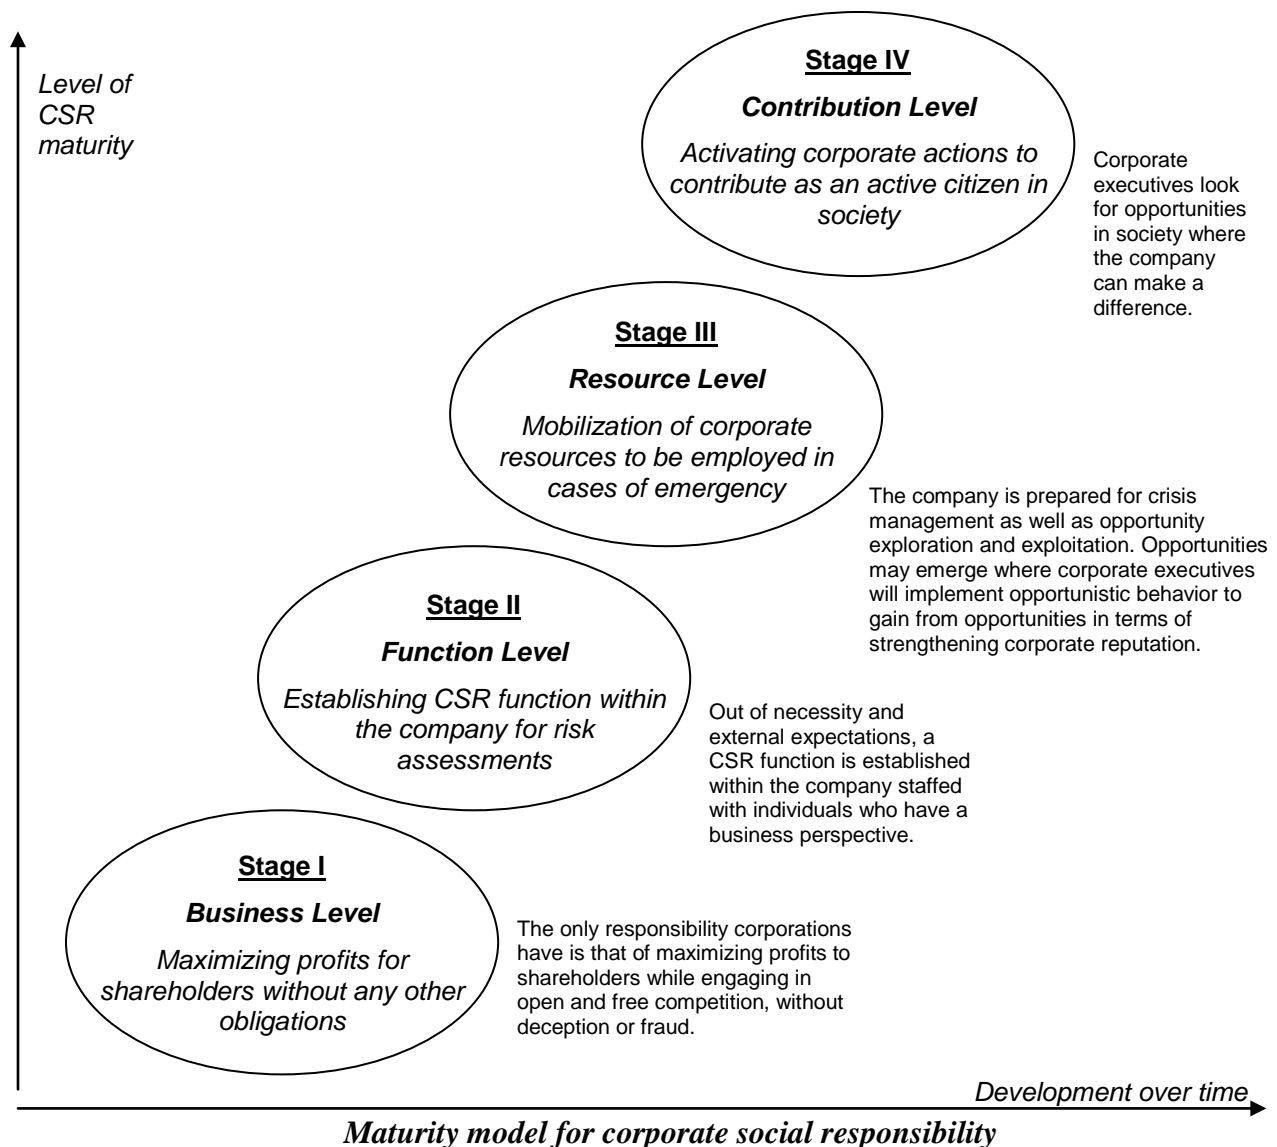 Level of
CSR
maturity
Stage IV
Contribution Level
Activating corporate actions to
contribute as an active citizen in
society
Corporate
executives look
for opportunities
in society where
the company
can make a
difference.
Stage III
Resource Level
Mobilization of corporate
resources to be employed in
cases of emergency
The company is prepared for crisis
management as well as opportunity
exploration and exploitation. Opportunities
may emerge where corporate executives
will implement opportunistic behavior to
gain from opportunities in terms of
strengthening corporate reputation.
Stage II
Function Level
Establishing CSR function within
the company for risk
assessments
Out of necessity and
external expectations, a
CSR function is established
within the company staffed
with individuals who have a
business perspective.
Stage I
Business Level
Maximizing profits for
shareholders without any other
obligations
The only responsibility corporations
have is that of maximizing profits to
shareholders while engaging in
open and free competition, without
deception or fraud.
Development over time
Maturity model for corporate social responsibility